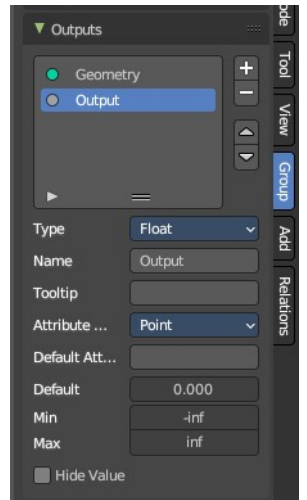 Outputs
Geometry
Output
Type Float
Name Output
Tooltip
Attribute ... Point
Default Att...
Default 0.000
Min -inf
Max inf
Hide Value
Tool
View
Group
Add
Relations